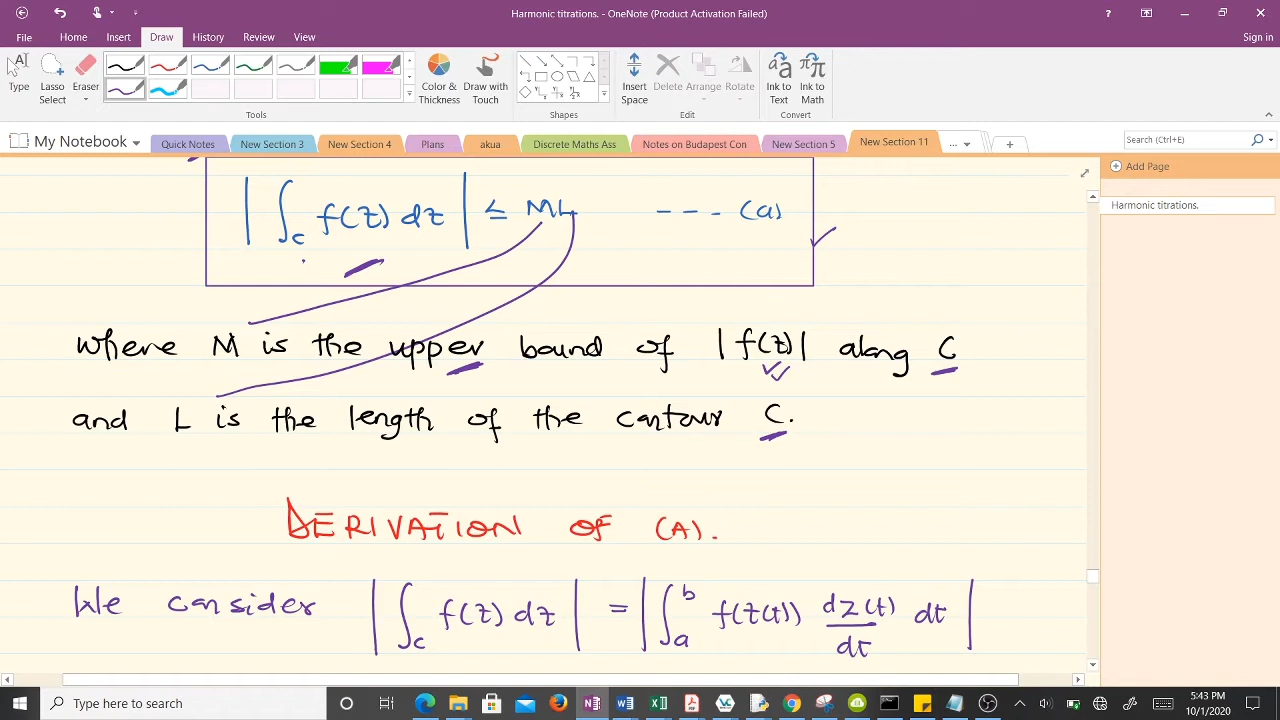 Harmonic titrations. - OneNote (Product Activation Failed)
File Home Insert Draw History Review View Sign in
Type Lasso Select Eraser Color & Thickness Draw with Touch Insert Space Delete Arrange Rotate Ink to Text Ink to Math
Tools Shapes Edit Convert
My Notebook Quick Notes New Section 3 New Section 4 Plans akua Discrete Maths Ass Notes on Budapest Con New Section 5 New Section 11 ... Search (Ctrl+E)
Add Page
Harmonic titrations.
| ∫_c f(z) dz | ≤ ML - - - - (a)
where M is the upper bound of |f(z)| along C
and L is the length of the contour C.
DERIVATION OF (A).
We consider | ∫_c f(z) dz | = | ∫_a^b f(z(t)) dz(t)/dt dt |
Type here to search
5:43 PM
10/1/2020